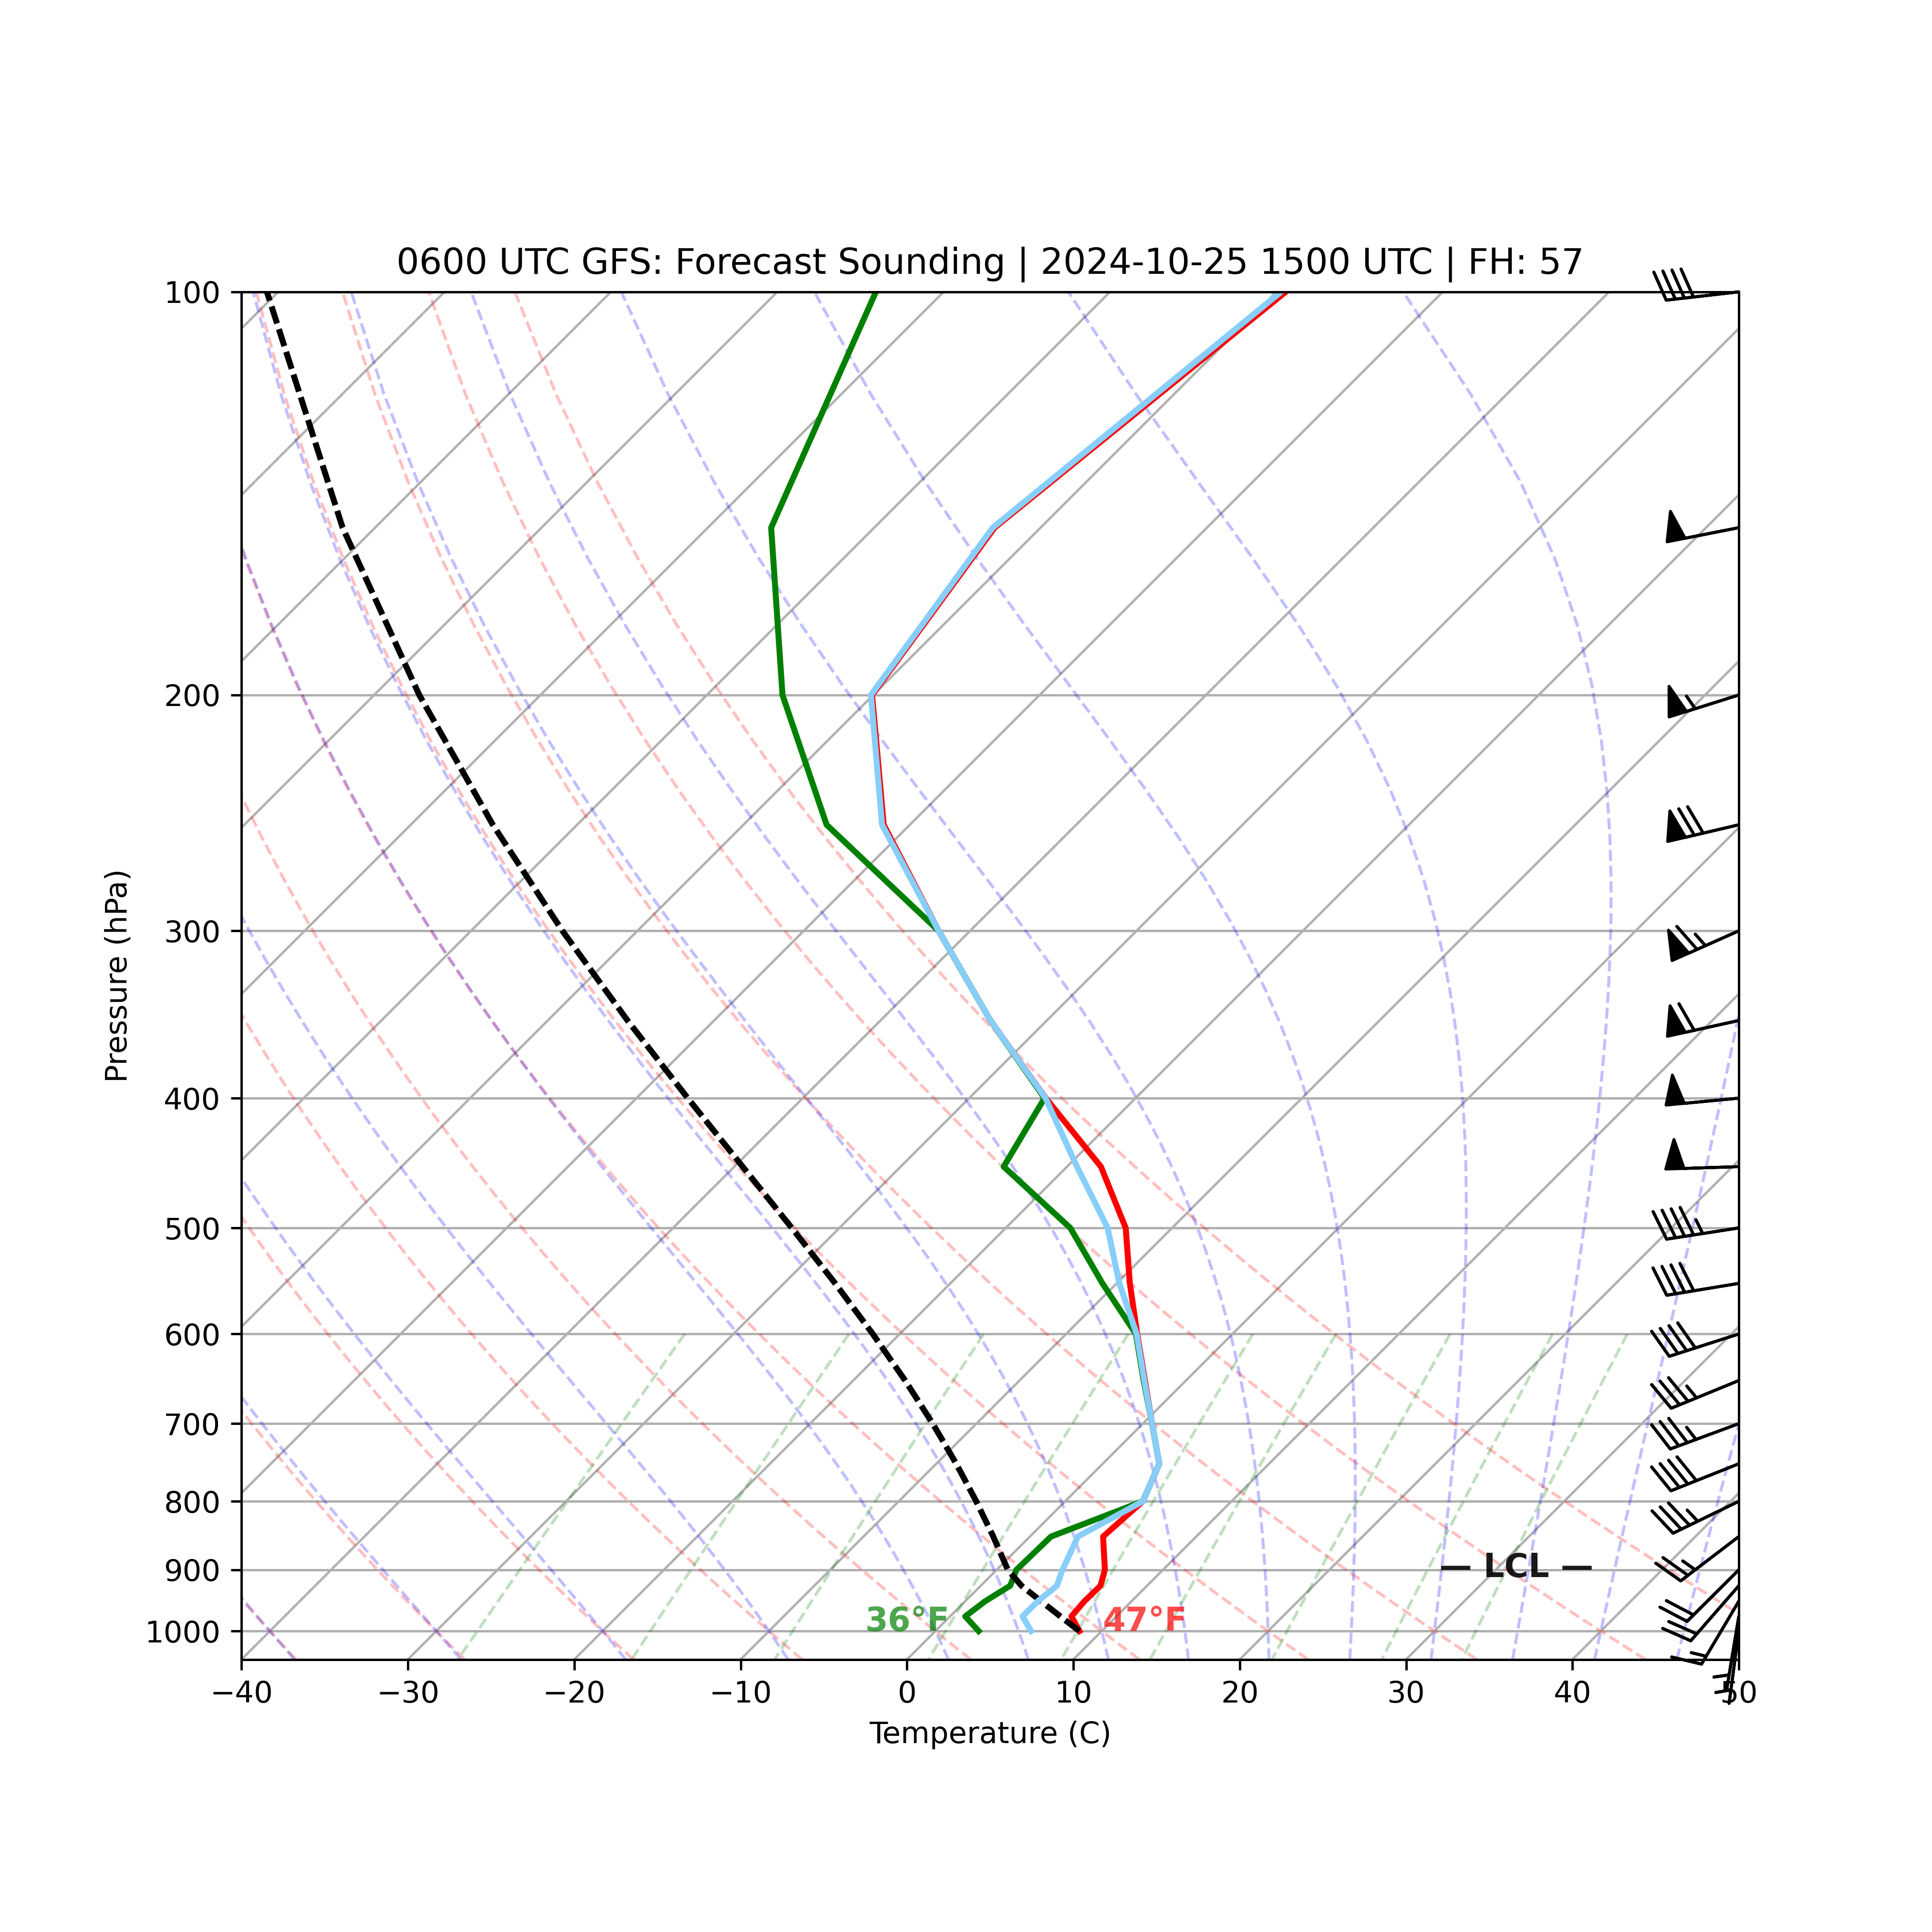 0600 UTC GFS: Forecast Sounding | 2024-10-25 1500 UTC | FH: 57
100
200
300
400
500
600
700
800
900
1000
Pressure (hPa)
— LCL —
36°F
47°F
−40 −30 −20 −10 0 10 20 30 40 50
Temperature (C)